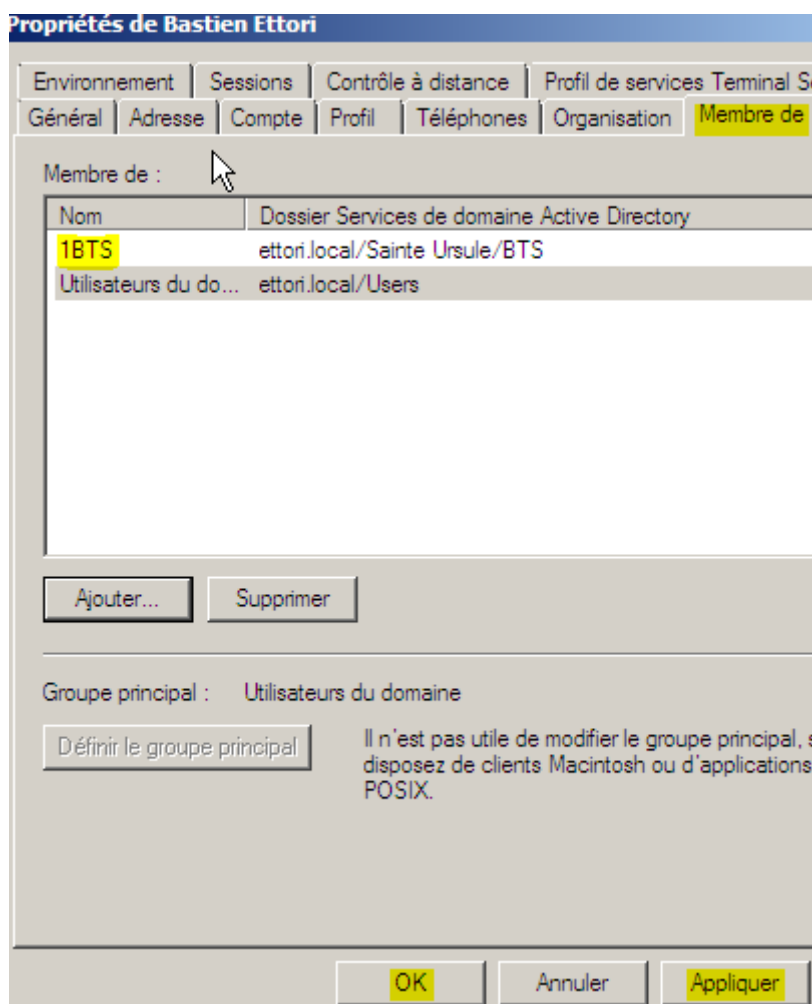 Propriétés de Bastien Ettori
Environnement Sessions Contrôle à distance Profil de services Terminal
Général Adresse Compte Profil Téléphones Organisation Membre de
Membre de :
Nom Dossier Services de domaine Active Directory
1BTS ettori.local/Sainte Ursule/BTS
Utilisateurs du do... ettori.local/Users
Ajouter... Supprimer
Groupe principal : Utilisateurs du domaine
Définir le groupe principal
Il n'est pas utile de modifier le groupe principal,
disposez de clients Macintosh ou d'applications
POSIX.
OK Annuler Appliquer